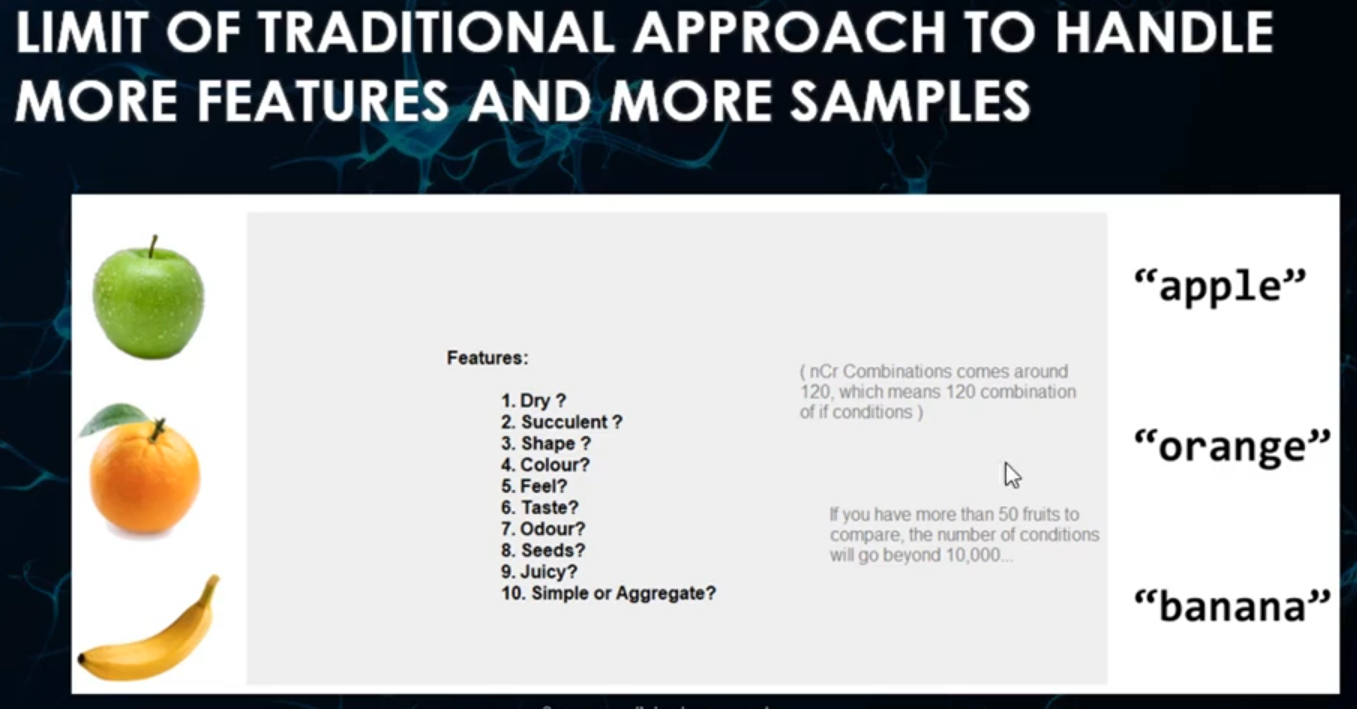 LIMIT OF TRADITIONAL APPROACH TO HANDLE
MORE FEATURES AND MORE SAMPLES
Features:
1. Dry ?
2. Succulent ?
3. Shape ?
4. Colour?
5. Feel?
6. Taste?
7. Odour?
8. Seeds?
9. Juicy?
10. Simple or Aggregate?
( nCr Combinations comes around
120, which means 120 combination
of if conditions )
If you have more than 50 fruits to
compare, the number of conditions
will go beyond 10,000...
“apple”
“orange”
“banana”